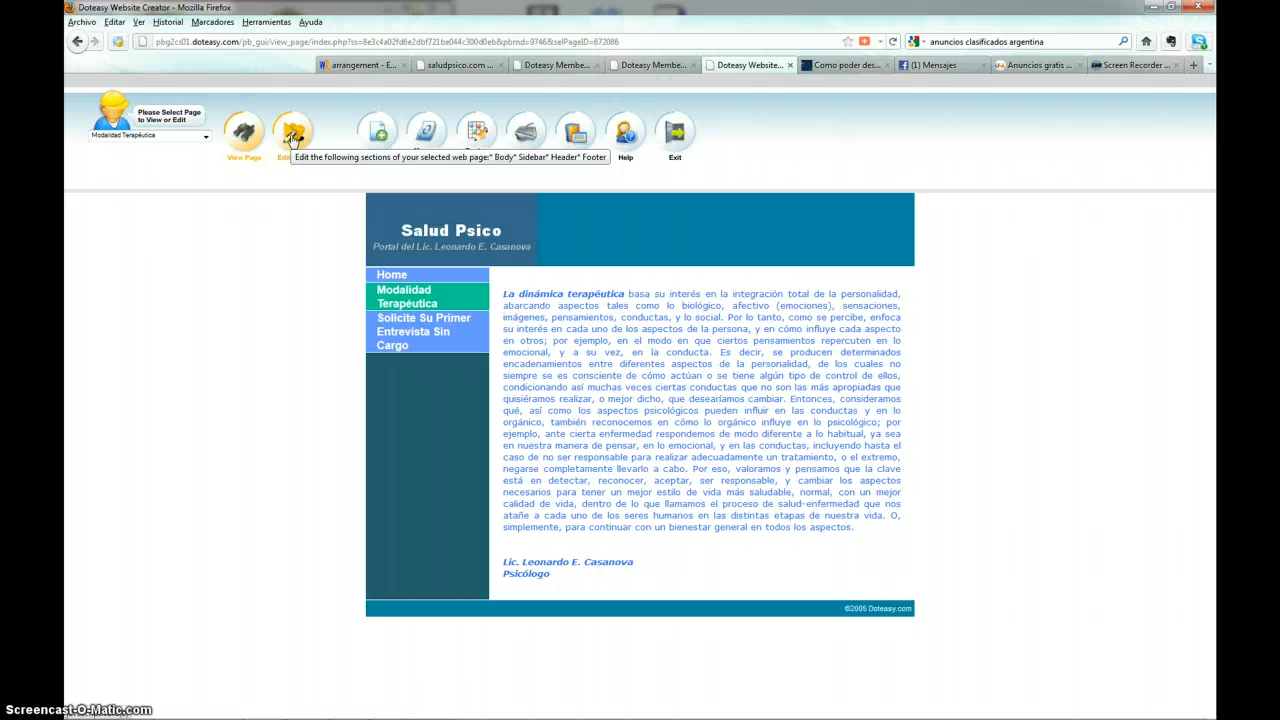 Doteasy Website Creator - Mozilla Firefox
Archivo Editar Ver Historial Marcadores Herramientas Ayuda
pbg2cs01.doteasy.com/pb_gui/view_page/index.php?ss=8e3c4a02fd6e2dbf721be044c300d0eb&pbmd=9746&selPageID=672086
anuncios clasificados argentina
arrangement - E...
saludpsico.com ...
Doteasy Membe...
Doteasy Membe...
Doteasy Website...
Como poder des...
(1) Mensajes
Anuncios gratis ...
Screen Recorder ...
Please Select Page
to View or Edit
Modalidad Terapéutica
View Page
Edit the following sections of your selected web page:* Body* Sidebar* Header* Footer
Help
Exit
Salud Psico
Portal del Lic. Leonardo E. Casanova
Home
Modalidad
Terapéutica
Solicite Su Primer
Entrevista Sin
Cargo
La dinámica terapéutica basa su interés en la integración total de la personalidad,
abarcando aspectos tales como lo biológico, afectivo (emociones), sensaciones,
imágenes, pensamientos, conductas, y lo social. Por lo tanto, como se percibe, enfoca
su interés en cada uno de los aspectos de la persona, y en cómo influye cada aspecto
en otros; por ejemplo, en el modo en que ciertos pensamientos repercuten en lo
emocional, y a su vez, en la conducta. Es decir, se producen determinados
encadenamientos entre diferentes aspectos de la personalidad, de los cuales no
siempre se es consciente de cómo actúan o se tiene algún tipo de control de ellos,
condicionando así muchas veces ciertas conductas que no son las más apropiadas que
quisiéramos realizar, o mejor dicho, que desearíamos cambiar. Entonces, consideramos
qué, así como los aspectos psicológicos pueden influir en las conductas y en lo
orgánico, también reconocemos en cómo lo orgánico influye en lo psicológico; por
ejemplo, ante cierta enfermedad respondemos de modo diferente a lo habitual, ya sea
en nuestra manera de pensar, en lo emocional, y en las conductas, incluyendo hasta el
caso de no ser responsable para realizar adecuadamente un tratamiento, o el extremo,
negarse completamente llevarlo a cabo. Por eso, valoramos y pensamos que la clave
está en detectar, reconocer, aceptar, ser responsable, y cambiar los aspectos
necesarios para tener un mejor estilo de vida más saludable, normal, con un mejor
calidad de vida, dentro de lo que llamamos el proceso de salud-enfermedad que nos
atañe a cada uno de los seres humanos en las distintas etapas de nuestra vida. O,
simplemente, para continuar con un bienestar general en todos los aspectos.
Lic. Leonardo E. Casanova
Psicólogo
©2005 Doteasy.com
Screencast-O-Matic.com